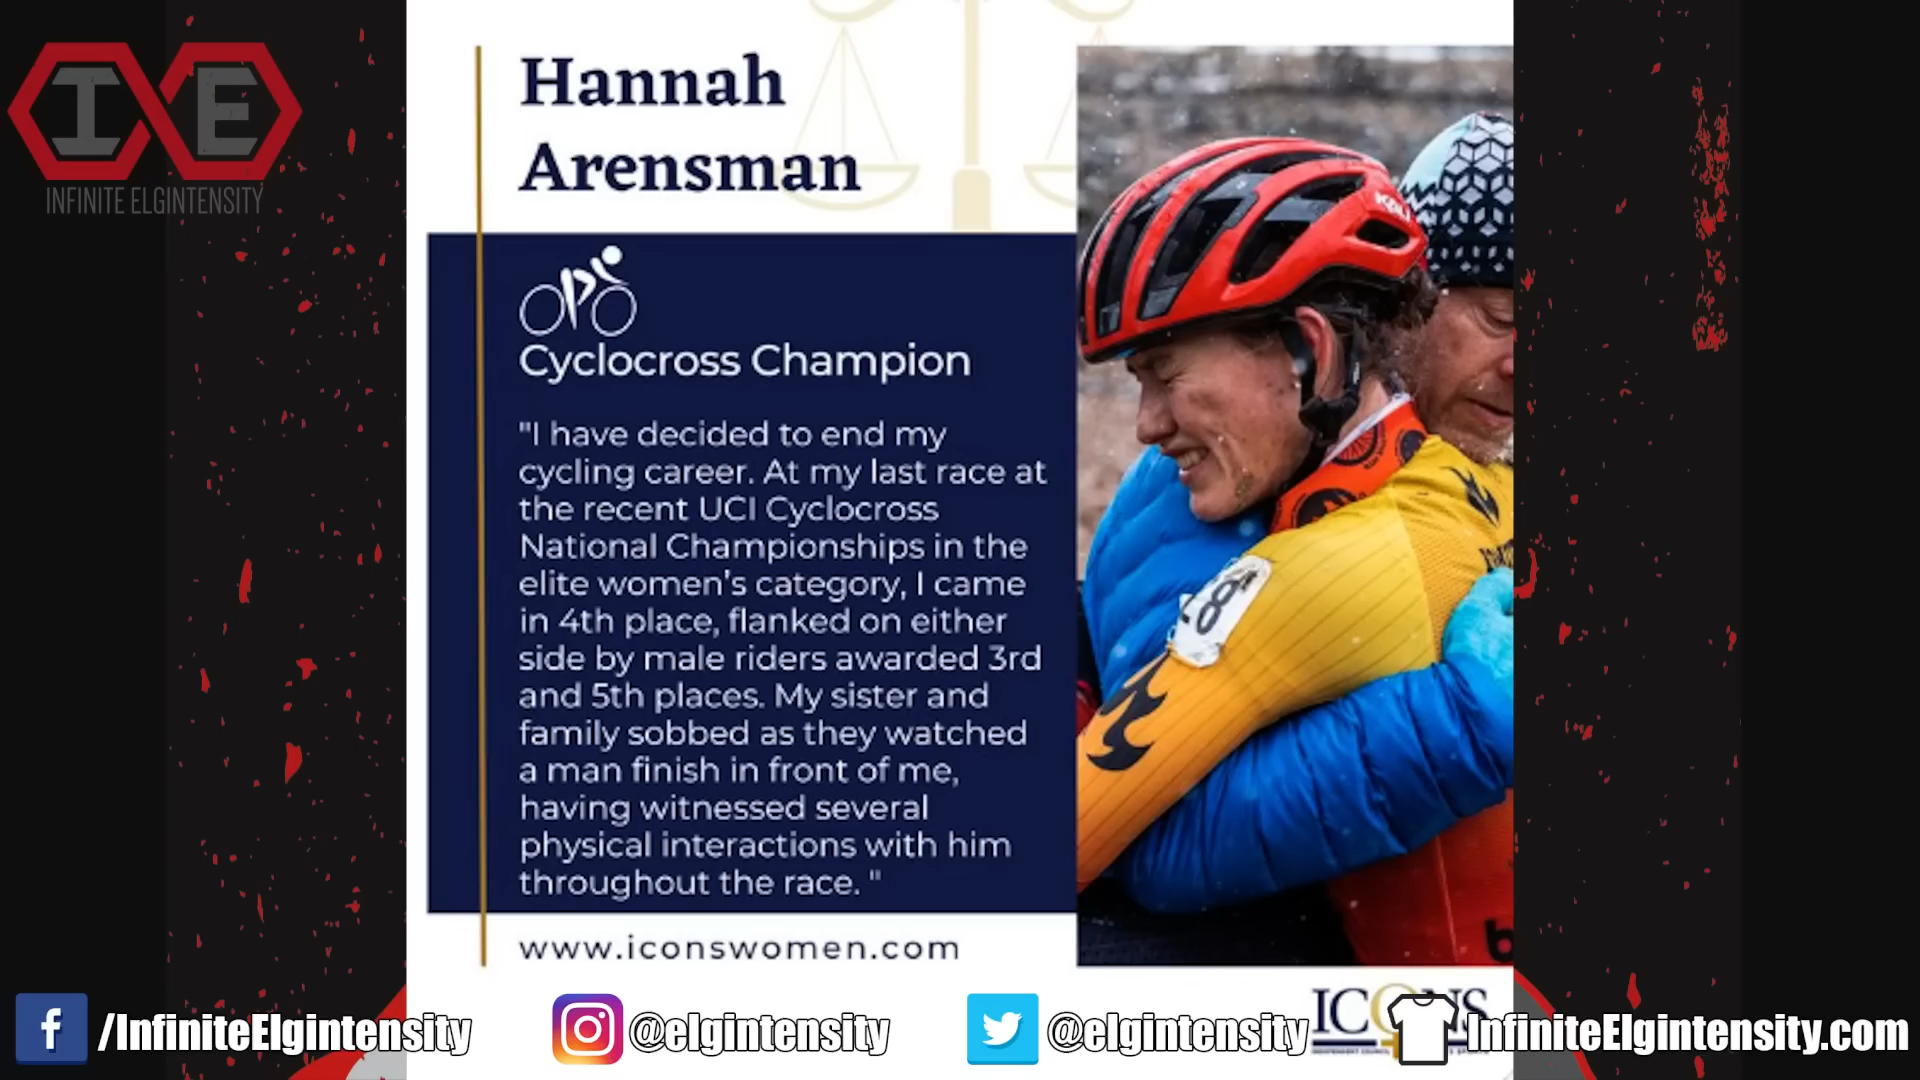 IE
INFINITE ELGINTENSITY
Hannah
Arensman
Cyclocross Champion
"I have decided to end my
cycling career. At my last race at
the recent UCI Cyclocross
National Championships in the
elite women's category, I came
in 4th place, flanked on either
side by male riders awarded 3rd
and 5th places. My sister and
family sobbed as they watched
a man finish in front of me,
having witnessed several
physical interactions with him
throughout the race. "
www.iconswomen.com
KALI
28
ICONS
f /InfiniteElgintensity
@elgintensity
@elgintensity
InfiniteElgintensity.com